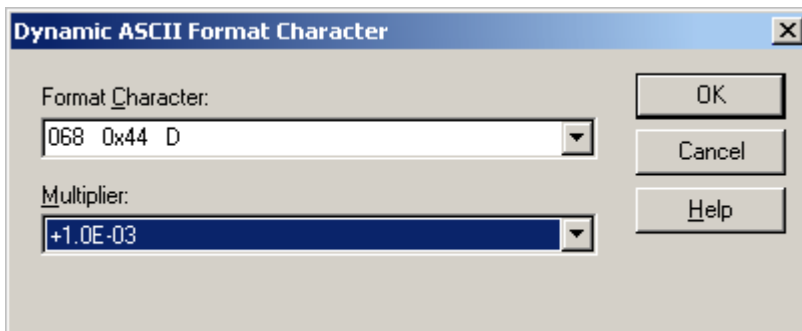 Dynamic ASCII Format Character
Format Character:
068 0x44 D
Multiplier:
+1.0E-03
OK
Cancel
Help